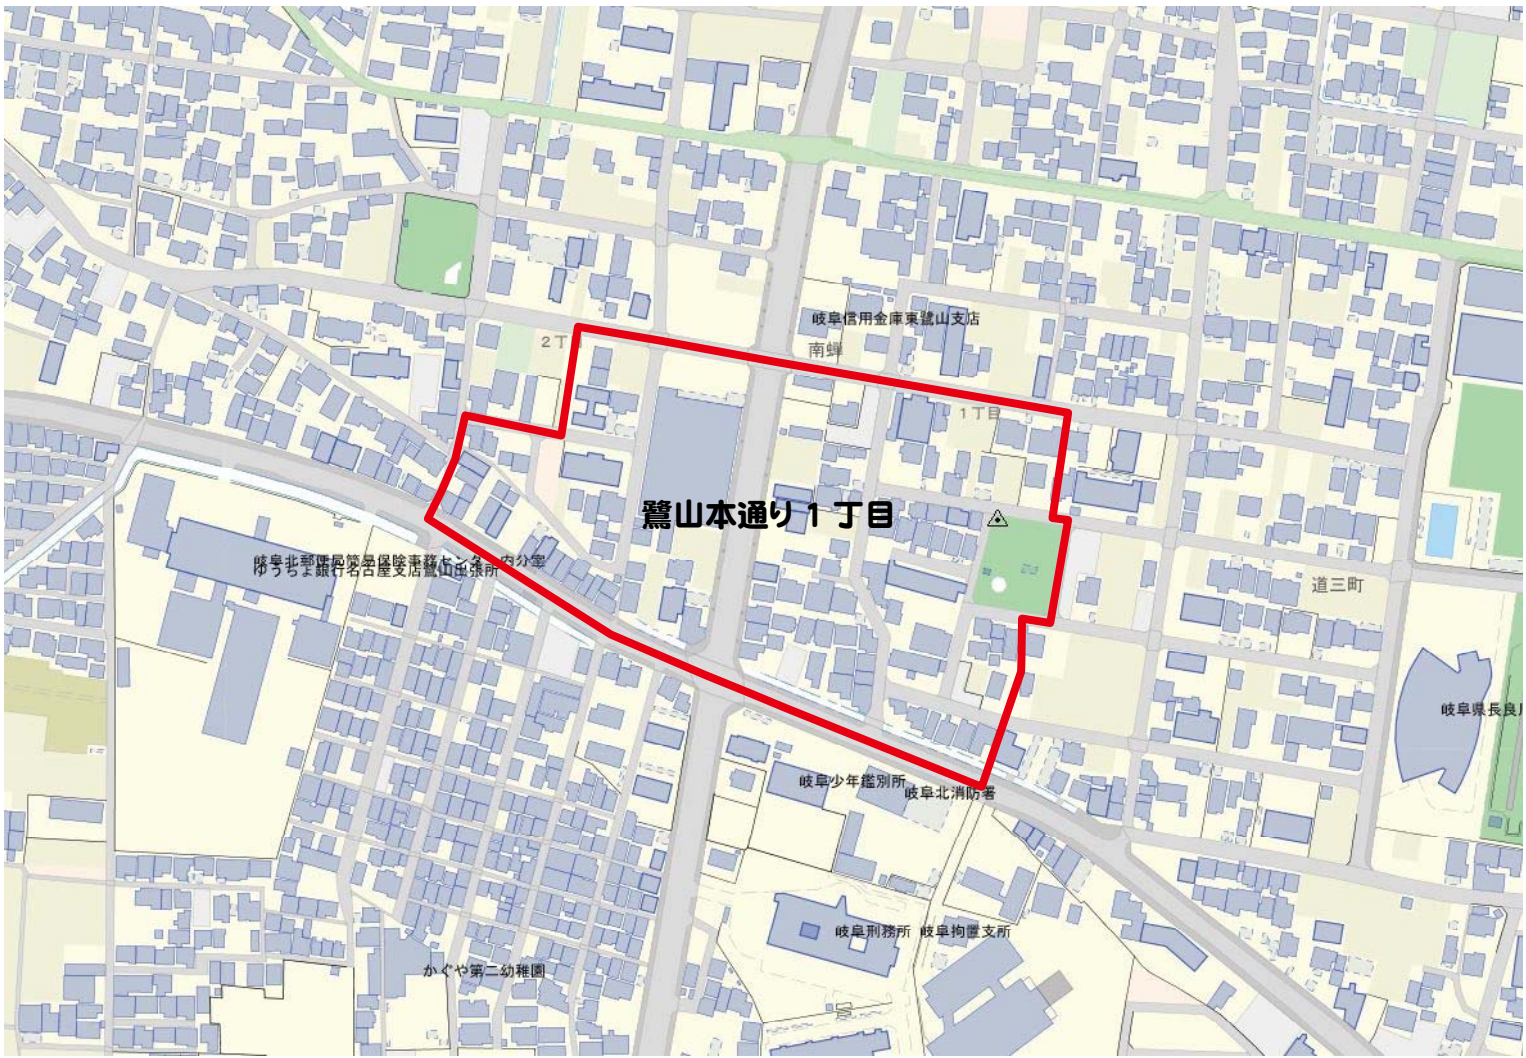 岐阜信用金庫東鷺山支店
2丁
南蝉
1丁目
鷺山本通り1丁目
岐阜北郵便局簡易保険事務センター内分室
ゆうちょ銀行名古屋支店鷺山出張所
道三町
岐阜県長良川
岐阜少年鑑別所
岐阜北消防署
岐阜刑務所 岐阜拘置支所
かぐや第二幼稚園